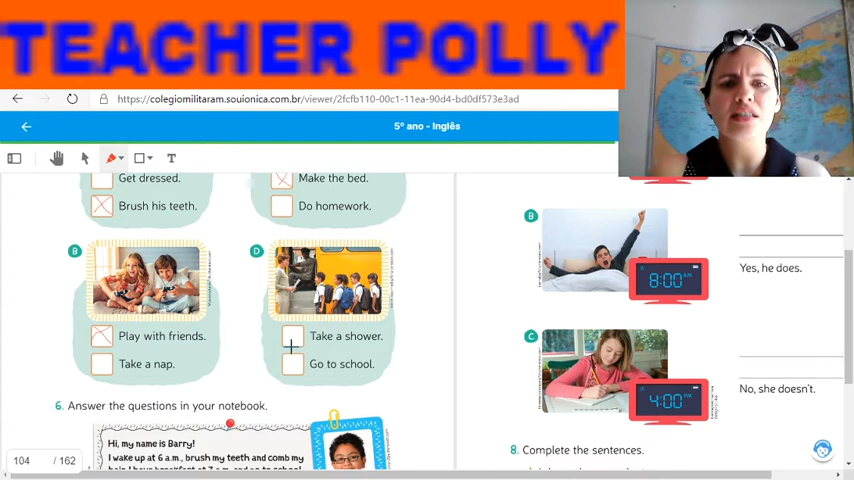 TEACHER POLLY
https://colegiomilitaram.souionica.com.br/viewer/2fcfb110-00c1-11ea-90d4-bd0df573e3ad
5º ano - Inglês
T
Get dressed.
Brush his teeth.
Make the bed.
Do homework.
B
D
Play with friends.
Take a nap.
Take a shower.
Go to school.
6. Answer the questions in your notebook.
Hi, my name is Barry!
I wake up at 6 a.m., brush my teeth and comb my
104 / 162
B
8:00 AM
Yes, he does.
C
4:00 PM
No, she doesn't.
8. Complete the sentences.